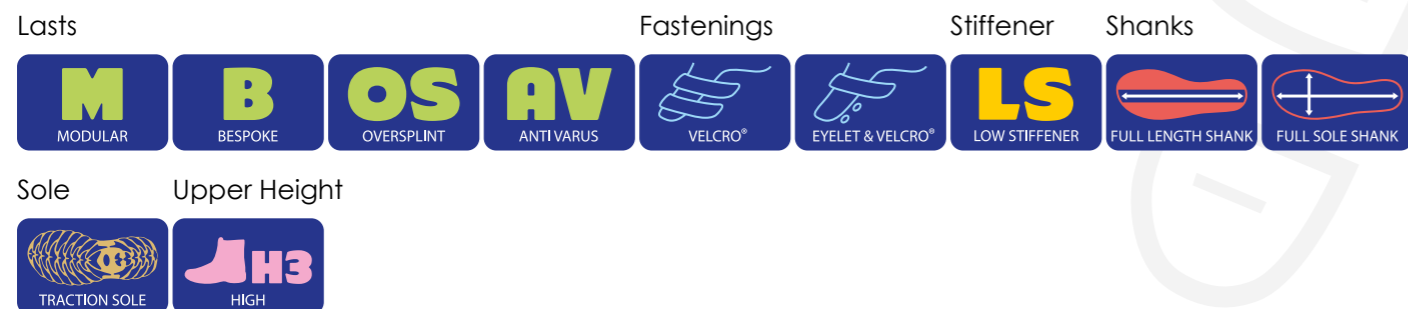 Lasts
Fastenings
Stiffener
Shanks
M
MODULAR
B
BESPOKE
OS
OVERSPLINT
AV
ANTI VARUS
VELCRO®
EYELET & VELCRO®
LS
LOW STIFFENER
FULL LENGTH SHANK
FULL SOLE SHANK
Sole
Upper Height
TRACTION SOLE
H3
HIGH